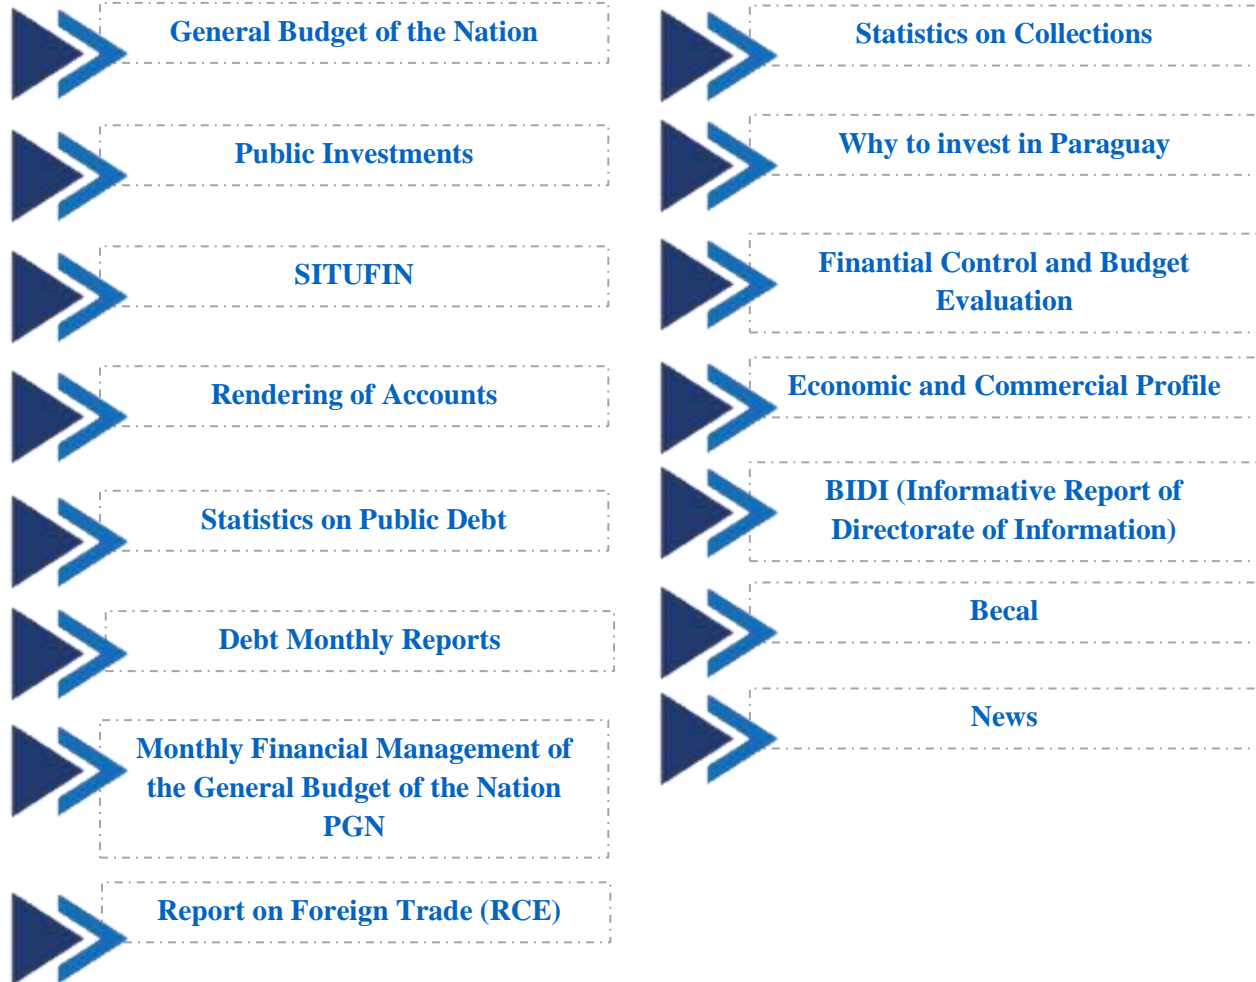 General Budget of the Nation
Public Investments
SITUFIN
Rendering of Accounts
Statistics on Public Debt
Debt Monthly Reports
Monthly Financial Management of
the General Budget of the Nation
PGN
Report on Foreign Trade (RCE)
Statistics on Collections
Why to invest in Paraguay
Finantial Control and Budget
Evaluation
Economic and Commercial Profile
BIDI (Informative Report of
Directorate of Information)
Becal
News